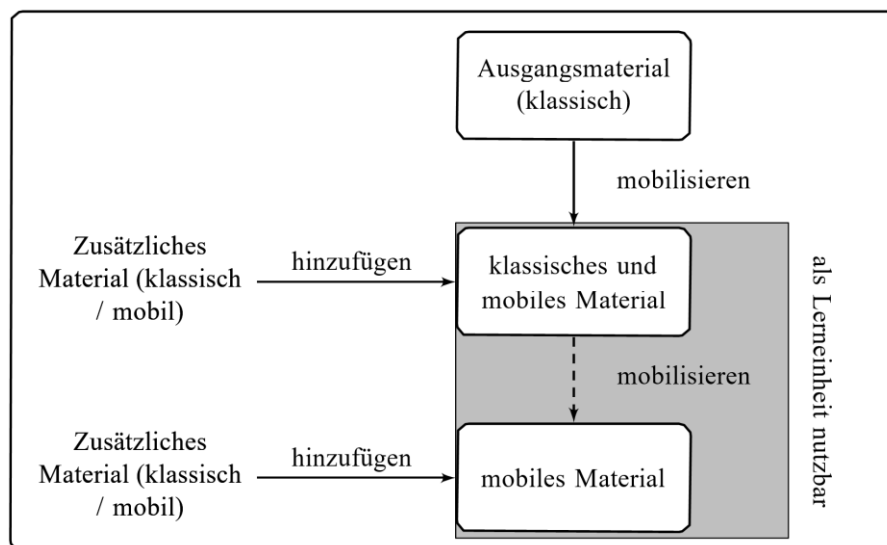 Ausgangsmaterial
(klassisch)
mobilisieren
Zusätzliches
Material (klassisch
/ mobil)
hinzufügen
klassisches und
mobiles Material
mobilisieren
als Lerneinheit nutzbar
Zusätzliches
Material (klassisch
/ mobil)
hinzufügen
mobiles Material